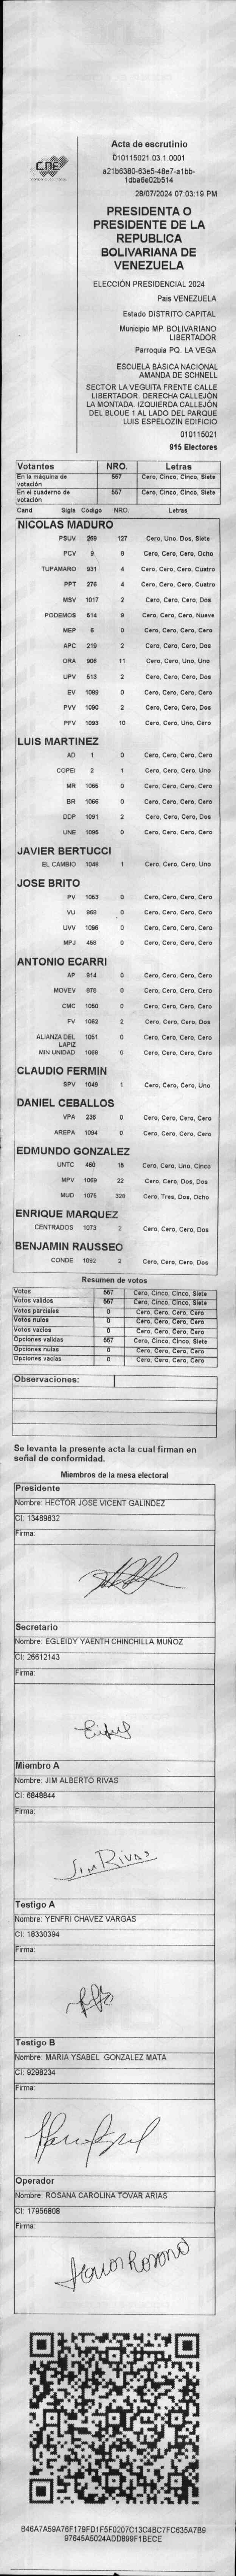 CNE
Acta de escrutinio
010115021.03.1.0001
a21b6380-63e5-48e7-a1bb-
1dba6e02b514
28/07/2024 07:03:19 PM
PRESIDENTA O
PRESIDENTE DE LA
REPUBLICA
BOLIVARIANA DE
VENEZUELA
ELECCIÓN PRESIDENCIAL 2024
País VENEZUELA
Estado DISTRITO CAPITAL
Municipio MP. BOLIVARIANO
LIBERTADOR
Parroquia PQ. LA VEGA
ESCUELA BÁSICA NACIONAL
AMANDA DE SCHNELL
SECTOR LA VEGUITA FRENTE CALLE
LIBERTADOR. DERECHA CALLEJÓN
LA MONTADA. IZQUIERDA CALLEJÓN
DEL BLOUE 1 AL LADO DEL PARQUE
LUIS ESPELOZIN EDIFICIO
010115021
915 Electores
Votantes NRO. Letras
En la máquina de votación 557 Cero, Cinco, Cinco, Siete
En el cuaderno de votación 557 Cero, Cinco, Cinco, Siete
Cand. Sigla Código NRO. Letras
NICOLAS MADURO
PSUV 269 127 Cero, Uno, Dos, Siete
PCV 9 8 Cero, Cero, Cero, Ocho
TUPAMARO 931 4 Cero, Cero, Cero, Cuatro
PPT 276 4 Cero, Cero, Cero, Cuatro
MSV 1017 2 Cero, Cero, Cero, Dos
PODEMOS 514 9 Cero, Cero, Cero, Nueve
MEP 6 0 Cero, Cero, Cero, Cero
APC 219 2 Cero, Cero, Cero, Dos
ORA 906 11 Cero, Cero, Uno, Uno
UPV 513 2 Cero, Cero, Cero, Dos
EV 1089 0 Cero, Cero, Cero, Cero
PVV 1090 2 Cero, Cero, Cero, Dos
PFV 1093 10 Cero, Cero, Uno, Cero
LUIS MARTINEZ
AD 1 0 Cero, Cero, Cero, Cero
COPEI 2 1 Cero, Cero, Cero, Uno
MR 1065 0 Cero, Cero, Cero, Cero
BR 1066 0 Cero, Cero, Cero, Cero
DDP 1091 2 Cero, Cero, Cero, Dos
UNE 1095 0 Cero, Cero, Cero, Cero
JAVIER BERTUCCI
EL CAMBIO 1048 1 Cero, Cero, Cero, Uno
JOSE BRITO
PV 1053 0 Cero, Cero, Cero, Cero
VU 969 0 Cero, Cero, Cero, Cero
UVV 1096 0 Cero, Cero, Cero, Cero
MPJ 458 0 Cero, Cero, Cero, Cero
ANTONIO ECARRI
AP 814 0 Cero, Cero, Cero, Cero
MOVEV 878 0 Cero, Cero, Cero, Cero
CMC 1050 0 Cero, Cero, Cero, Cero
FV 1062 2 Cero, Cero, Cero, Dos
ALIANZA DEL LAPIZ 1051 0 Cero, Cero, Cero, Cero
MIN UNIDAD 1068 0 Cero, Cero, Cero, Cero
CLAUDIO FERMIN
SPV 1049 1 Cero, Cero, Cero, Uno
DANIEL CEBALLOS
VPA 236 0 Cero, Cero, Cero, Cero
AREPA 1094 0 Cero, Cero, Cero, Cero
EDMUNDO GONZALEZ
UNTC 460 15 Cero, Cero, Uno, Cinco
MPV 1069 22 Cero, Cero, Dos, Dos
MUD 1075 328 Cero, Tres, Dos, Ocho
ENRIQUE MARQUEZ
CENTRADOS 1073 2 Cero, Cero, Cero, Dos
BENJAMIN RAUSSEO
CONDE 1092 2 Cero, Cero, Cero, Dos
Resumen de votos
Votos 557 Cero, Cinco, Cinco, Siete
Votos validos 557 Cero, Cinco, Cinco, Siete
Votos parciales 0 Cero, Cero, Cero, Cero
Votos nulos 0 Cero, Cero, Cero, Cero
Votos vacios 0 Cero, Cero, Cero, Cero
Opciones validas 557 Cero, Cinco, Cinco, Siete
Opciones nulas 0 Cero, Cero, Cero, Cero
Opciones vacias 0 Cero, Cero, Cero, Cero
Observaciones:
Se levanta la presente acta la cual firman en
señal de conformidad.
Miembros de la mesa electoral
Presidente
Nombre: HECTOR JOSE VICENT GALINDEZ
CI: 13489832
Firma:
Secretario
Nombre: EGLEIDY YAENTH CHINCHILLA MUÑOZ
CI: 26612143
Firma:
Miembro A
Nombre: JIM ALBERTO RIVAS
CI: 6848844
Firma:
Jim Rivas
Testigo A
Nombre: YENFRI CHAVEZ VARGAS
CI: 18330394
Firma:
Testigo B
Nombre: MARIA YSABEL GONZALEZ MATA
CI: 9298234
Firma:
Operador
Nombre: ROSANA CAROLINA TOVAR ARIAS
CI: 17956808
Firma:
B46A7A59A76F179FD1F5F0207C13C4BC7FC635A7B9
97645A5024ADD899F1BECE